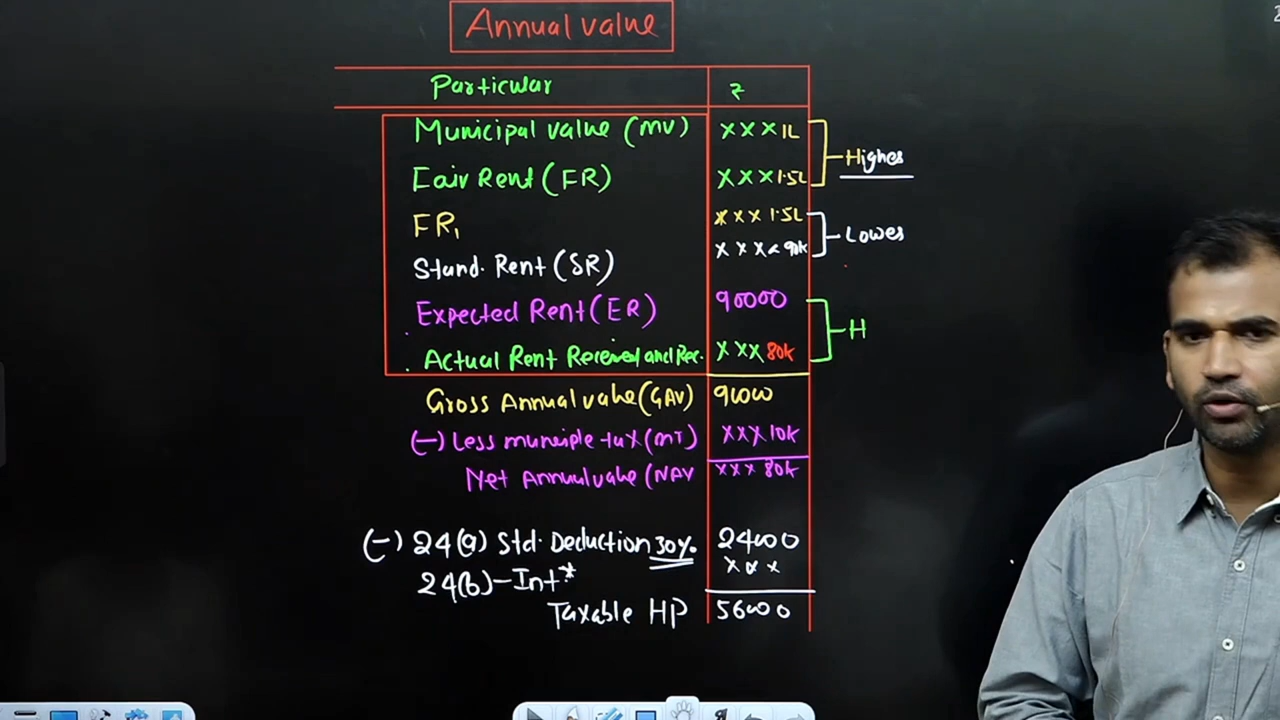 Annual value
Particular ₹
Municipal value (MV) XXX 1L
Highes
Fair Rent (FR) XXX 1.5L
FR1 XXX 1.5L
Lowes
Stand. Rent (SR) XXX 90k
Expected Rent (ER) 90000
H
Actual Rent Received and Rec. XXX 80k
Gross Annual value (GAV) 90000
(-) Less municiple tax (MT) XXX 10k
Net Annual value (NAV XXX 80k
(-) 24(a) Std. Deduction 30%. 24000
24(b) - Int* XXX
Taxable HP 56000